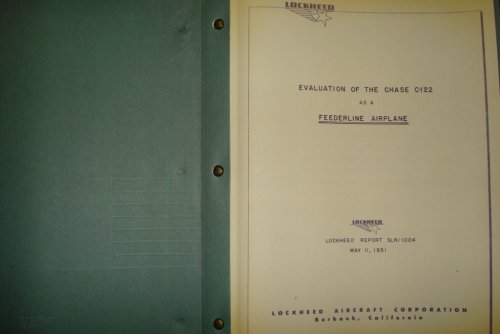 LOCKHEED
EVALUATION OF THE CHASE C-122
AS A
FEEDERLINE AIRPLANE
LOCKHEED
LOCKHEED REPORT SLR/1004
MAY 11, 1951
LOCKHEED AIRCRAFT CORPORATION
Burbank, California